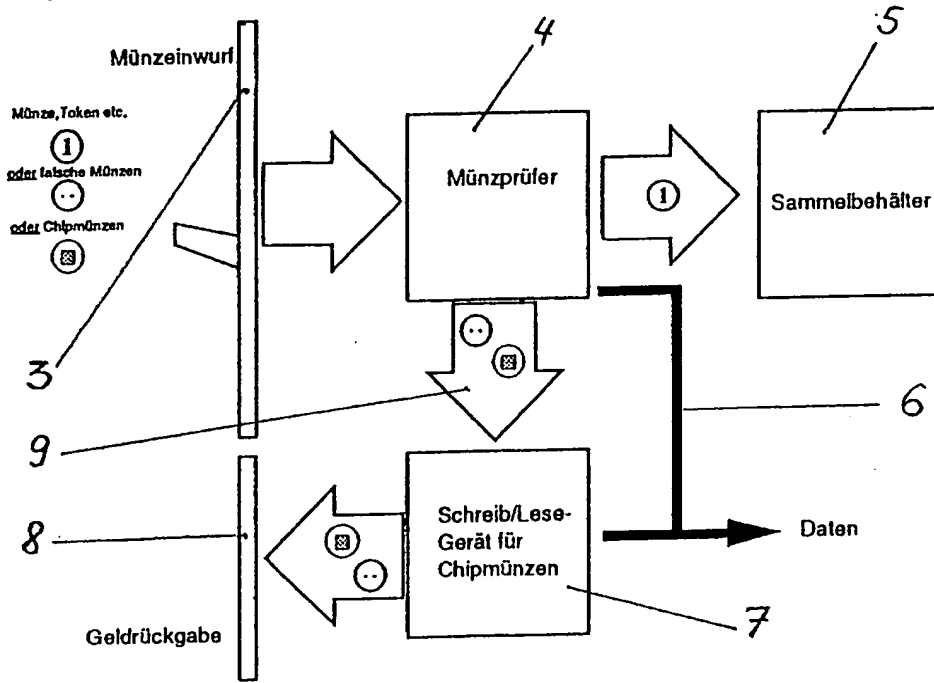 4
5
Münzeinwurf
Münze,Token etc.
1
oder falsche Münzen
oder Chipmünzen
Münzprüfer
1
Sammelbehälter
3
9
6
8
Schreib/Lese-
Gerät für
Chipmünzen
Daten
7
Geldrückgabe